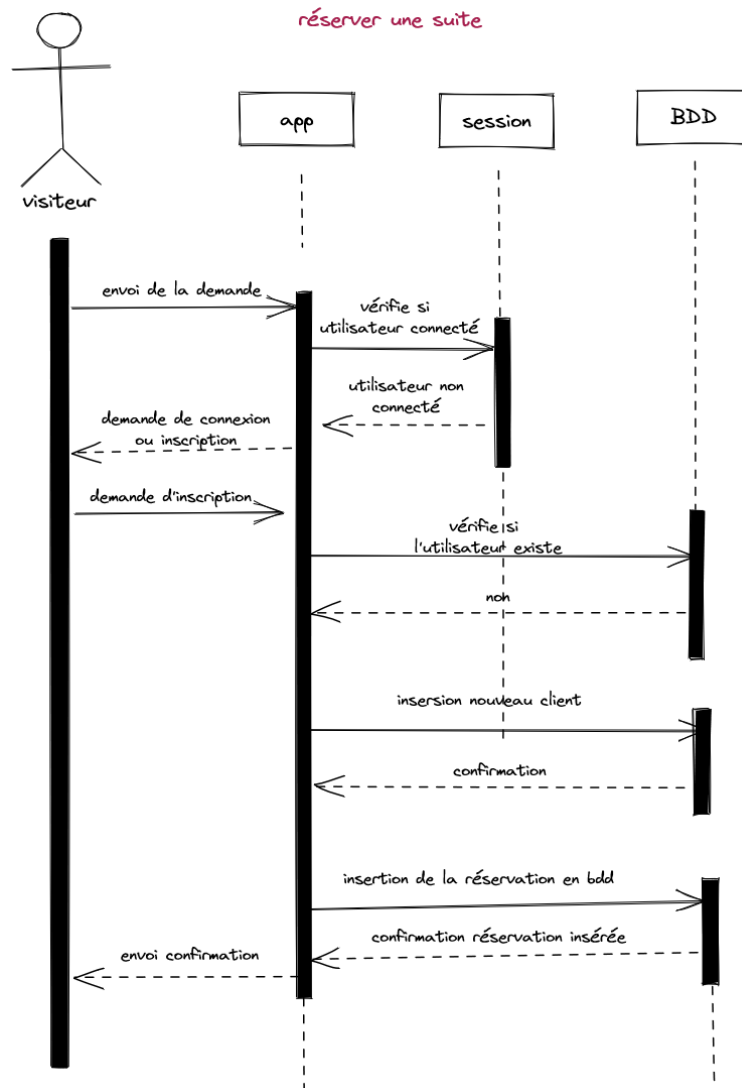 réserver une suite
app
session
BDD
visiteur
envoi de la demande
vérifie si
utilisateur connecté
utilisateur non
connecté
demande de connexion
ou inscription
demande d'inscription
vérifie si
l'utilisateur existe
non
insersion nouveau client
confirmation
insertion de la réservation en bdd
confirmation réservation insérée
envoi confirmation